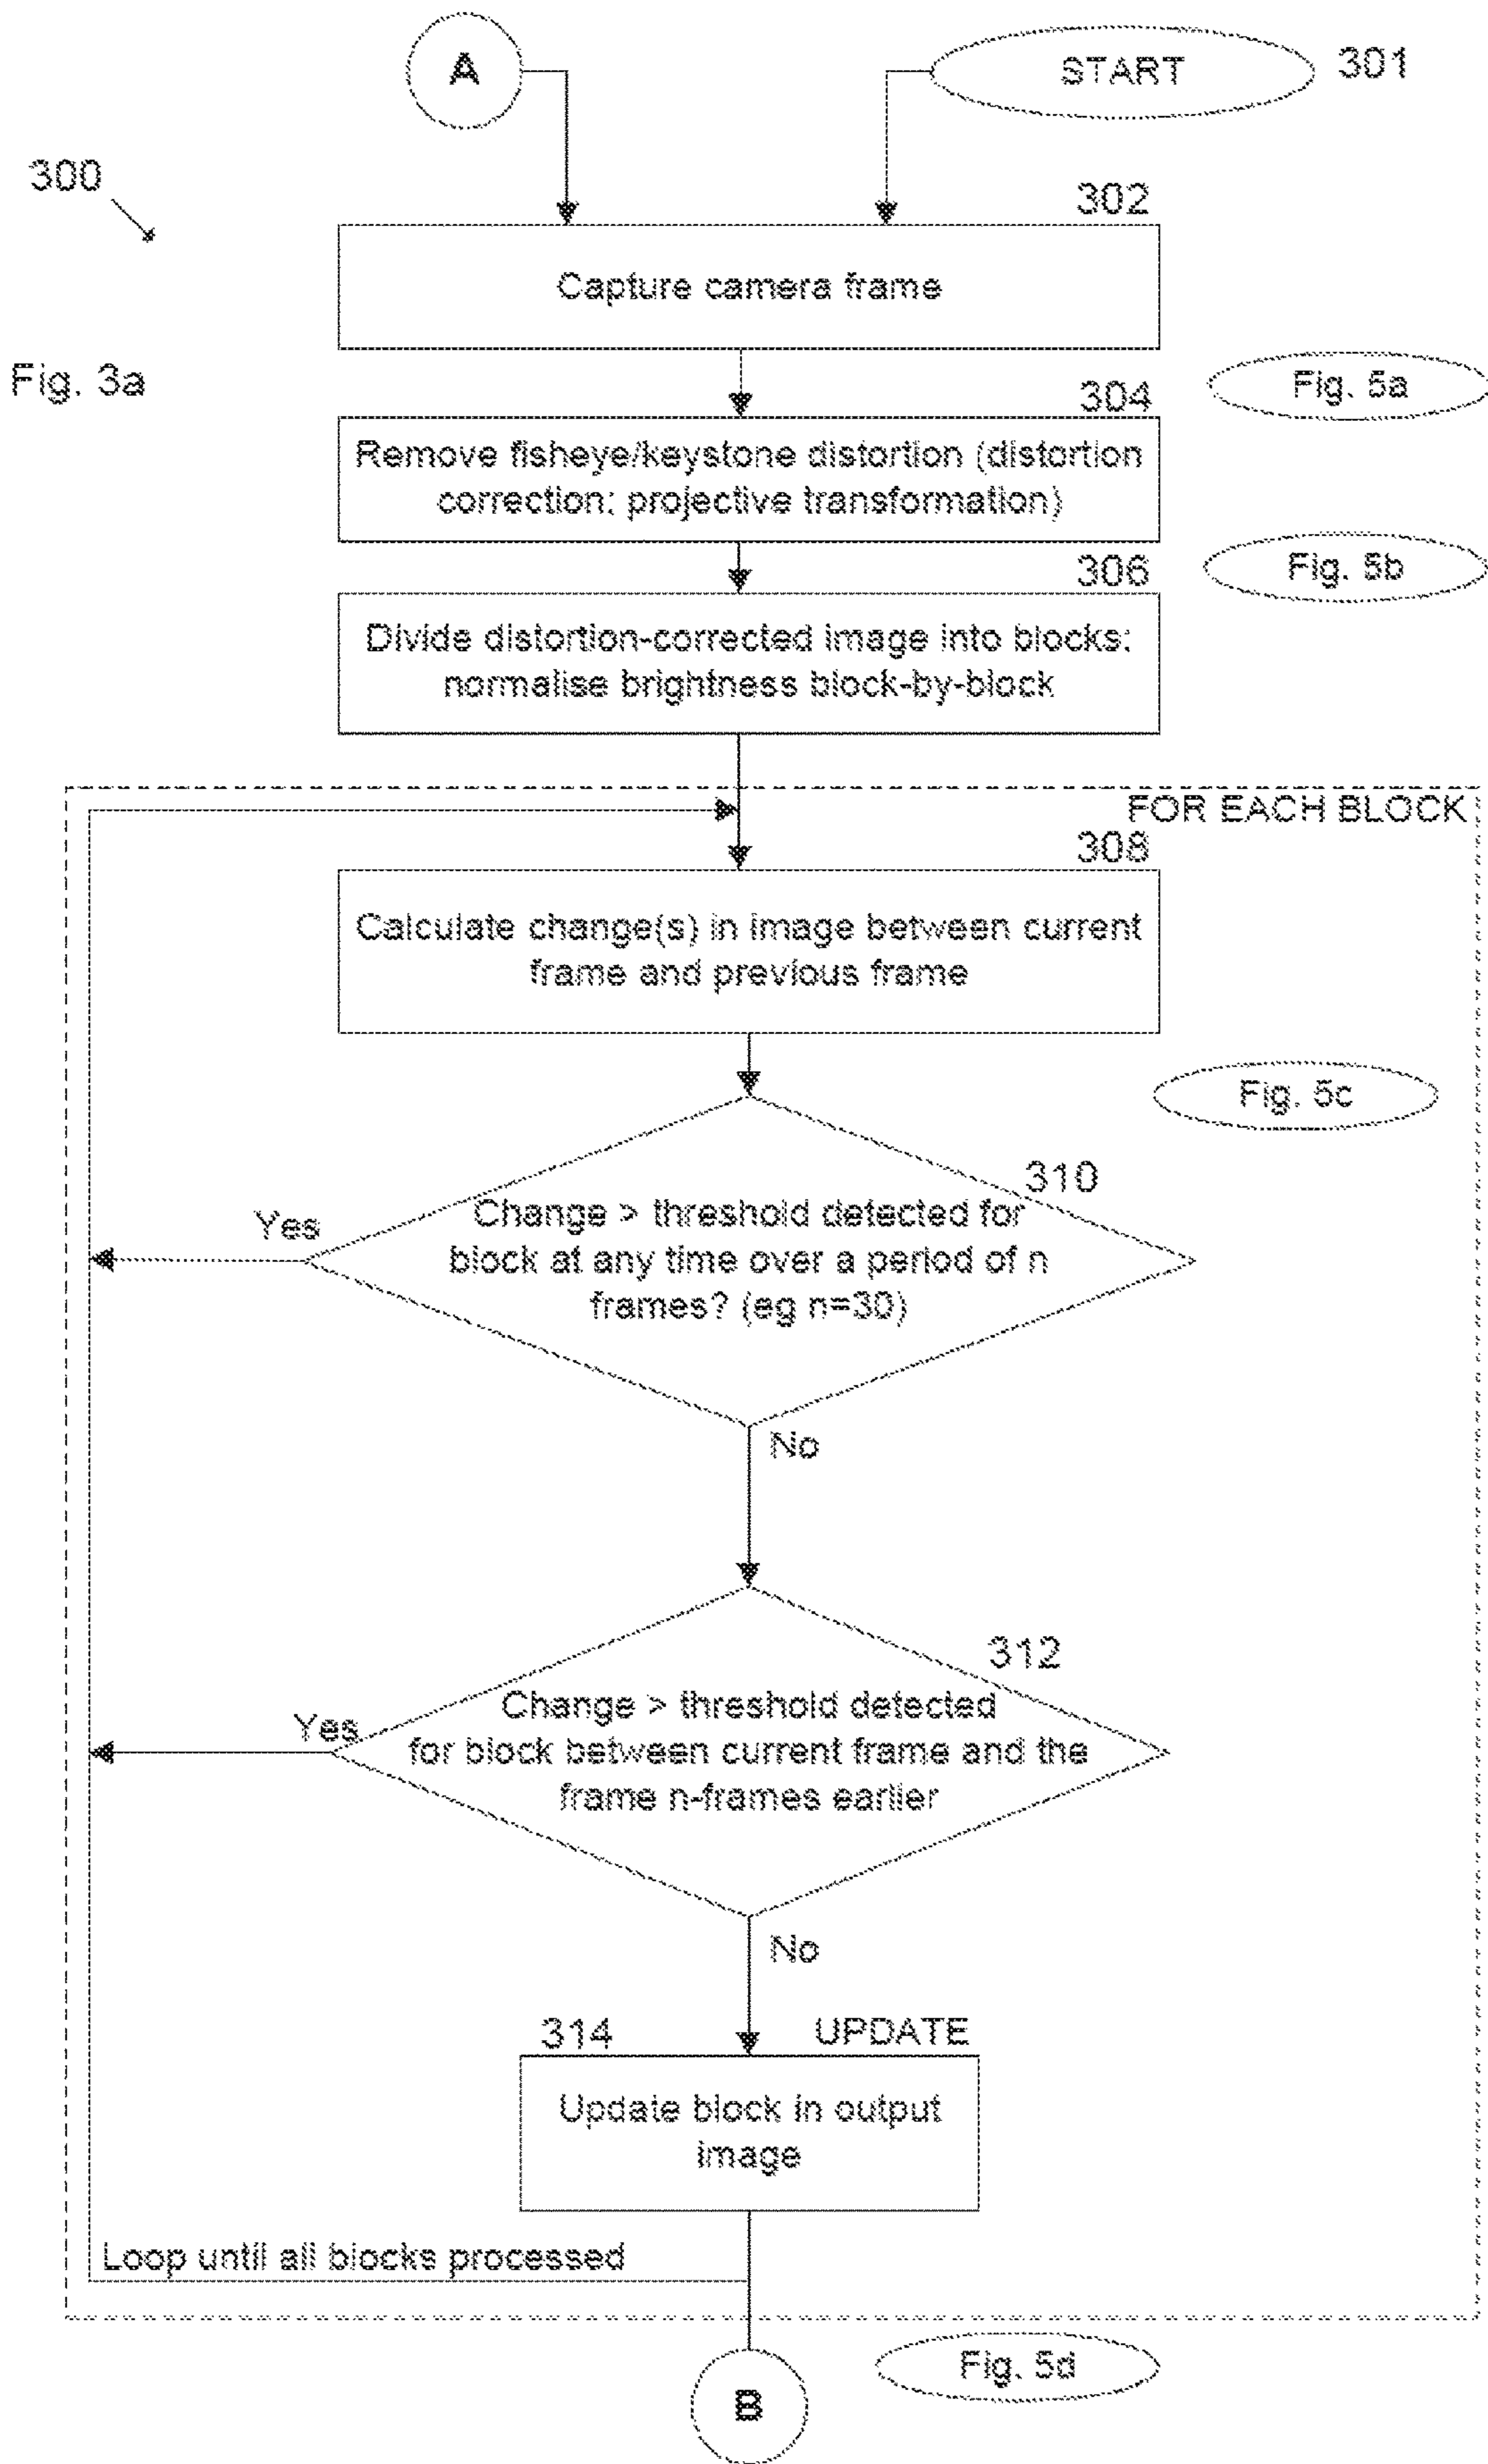 A
START
301
300
302
Capture camera frame
Fig. 3a
Fig. 5a
304
Remove fisheye/keystone distortion (distortion
correction; projective transformation)
Fig. 5b
306
Divide distortion-corrected image into blocks;
normalise brightness block-by-block
FOR EACH BLOCK
308
Calculate change(s) in image between current
frame and previous frame
Fig. 5c
310
Yes
Change > threshold detected for
block at any time over a period of n
frames? (eg n=30)
No
312
Yes
Change > threshold detected
for block between current frame and the
frame n-frames earlier
No
314
UPDATE
Update block in output
image
Loop until all blocks processed
Fig. 5d
B